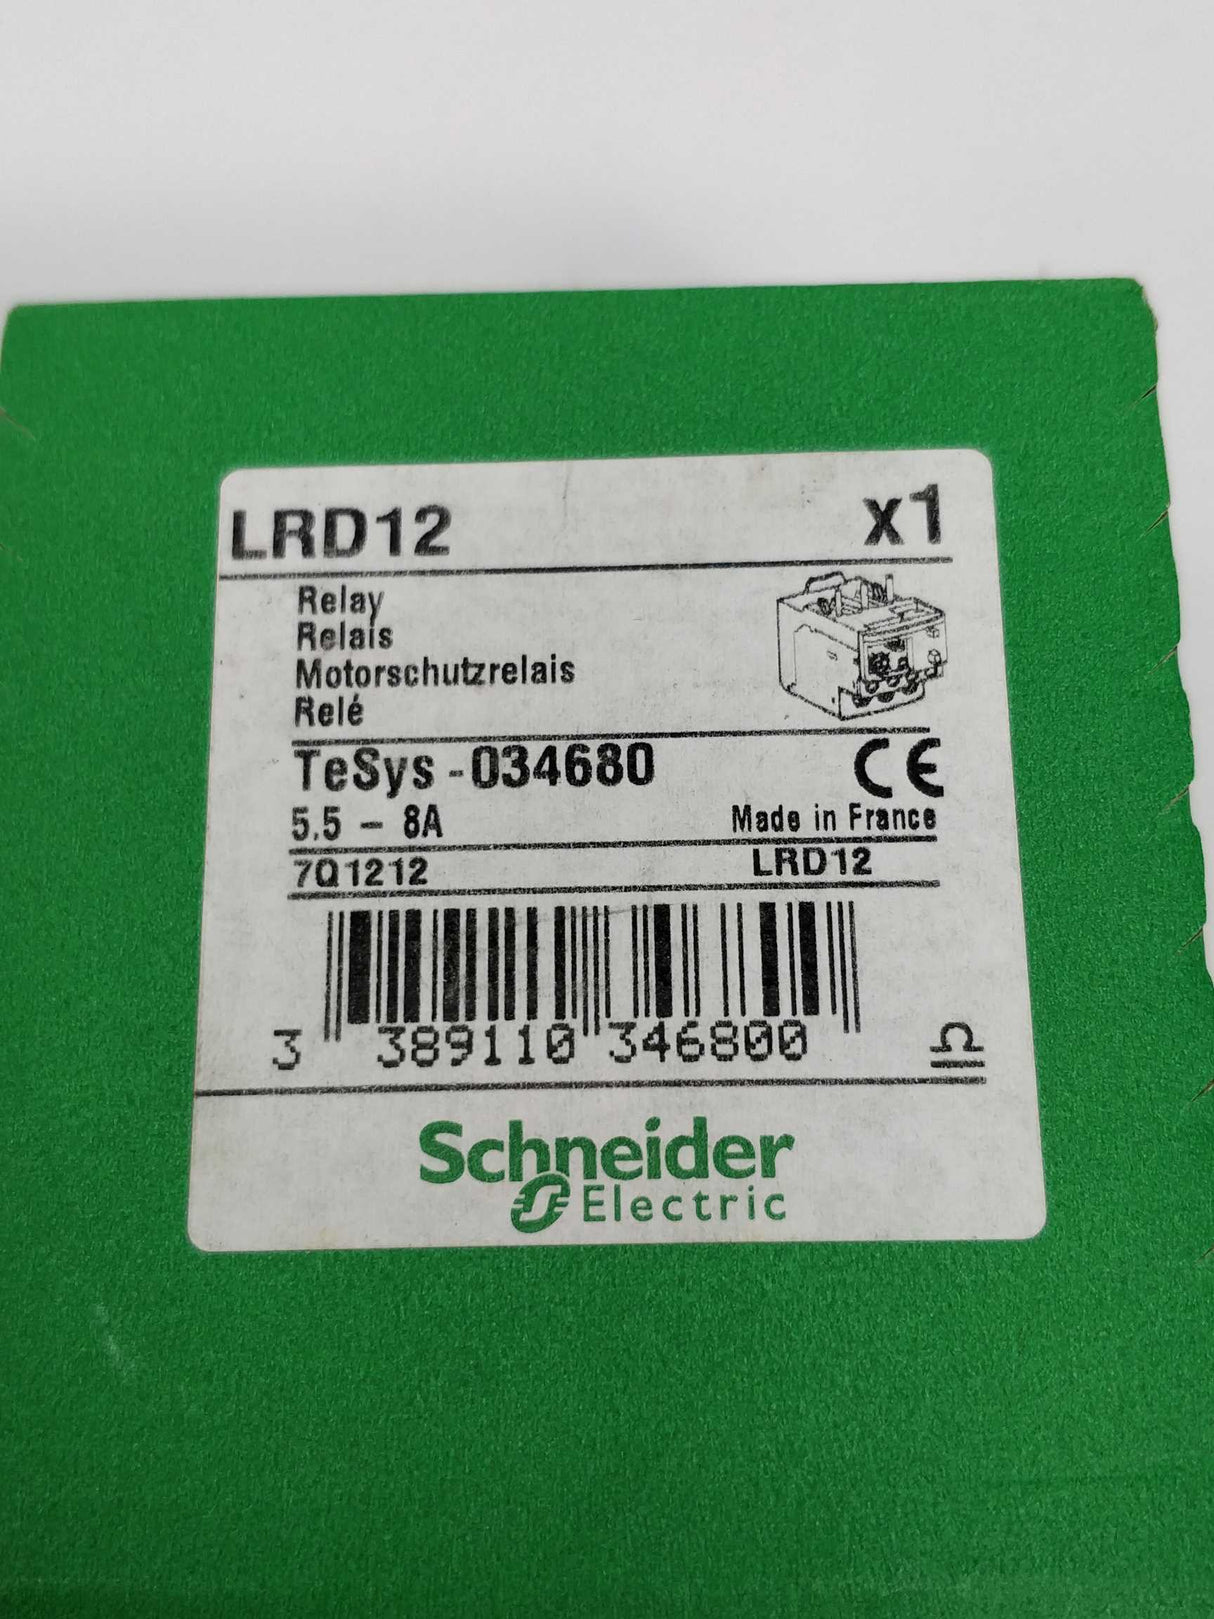 LRD12 x1
Relay
Relais
Motorschutzrelais
Relé
TeSys - 034680 CE
5.5 - 8A Made in France
7Q1212 LRD12
3 389110 346800
Schneider
Electric